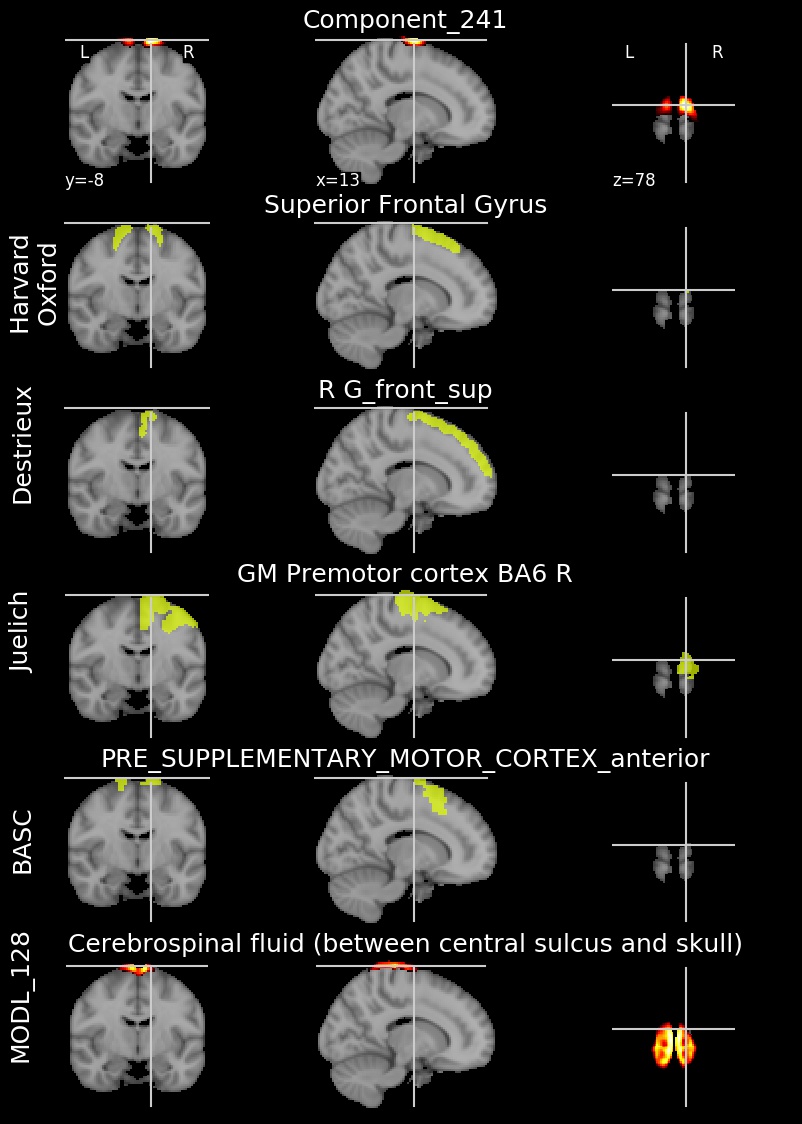 Component_241
L R
L R
y=-8
x=13
z=78
Superior Frontal Gyrus
Harvard
Oxford
R G_front_sup
Destrieux
GM Premotor cortex BA6 R
Juelich
PRE_SUPPLEMENTARY_MOTOR_CORTEX_anterior
BASC
Cerebrospinal fluid (between central sulcus and skull)
MODL_128